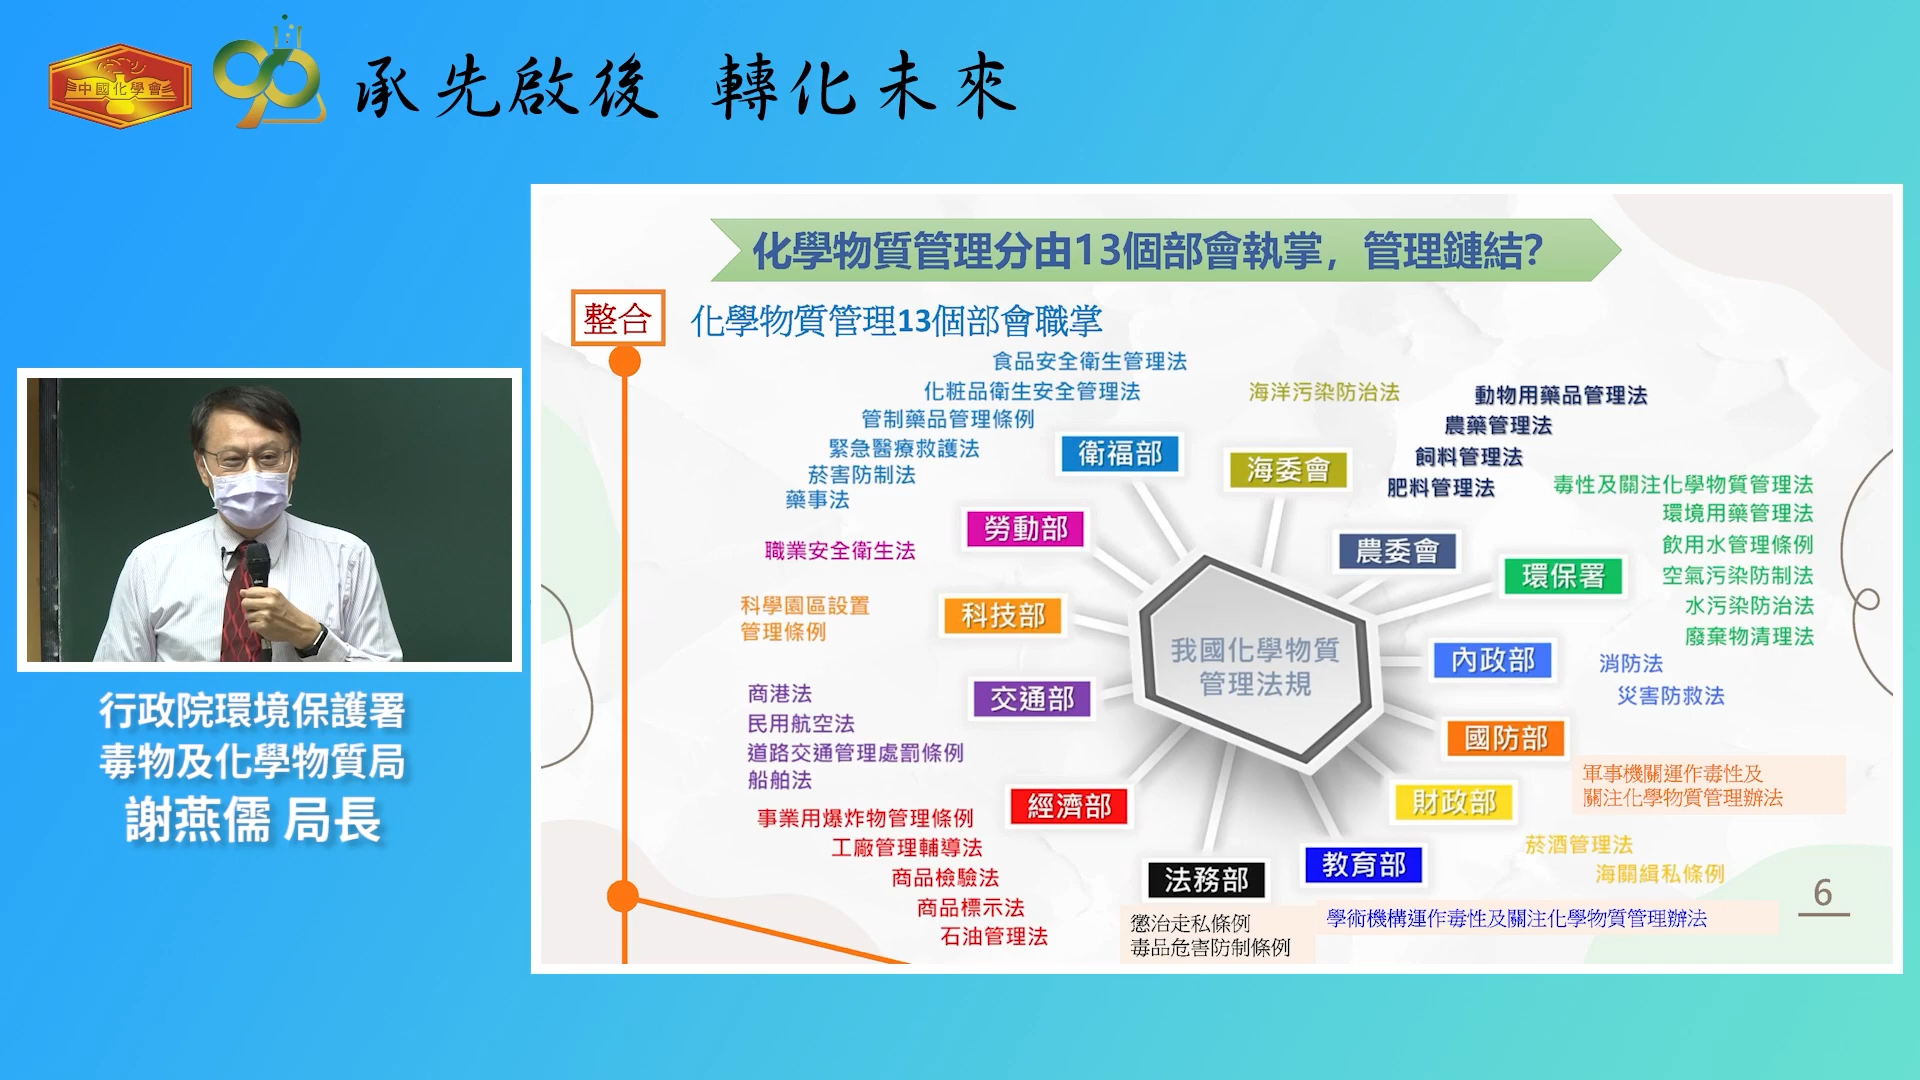 中國化學會
90
承先啟後 轉化未來
化學物質管理分由13個部會執掌，管理鏈結？
整合
化學物質管理13個部會職掌
食品安全衛生管理法
化粧品衛生安全管理法
管制藥品管理條例
緊急醫療救護法
菸害防制法
藥事法
衛福部
海洋污染防治法
海委會
動物用藥品管理法
農藥管理法
飼料管理法
肥料管理法
農委會
毒性及關注化學物質管理法
環境用藥管理法
飲用水管理條例
空氣污染防制法
水污染防治法
廢棄物清理法
環保署
職業安全衛生法
勞動部
科學園區設置
管理條例
科技部
我國化學物質
管理法規
內政部
消防法
災害防救法
商港法
民用航空法
道路交通管理處罰條例
船舶法
交通部
國防部
軍事機關運作毒性及
關注化學物質管理辦法
事業用爆炸物管理條例
工廠管理輔導法
商品檢驗法
商品標示法
石油管理法
經濟部
財政部
菸酒管理法
海關緝私條例
法務部
懲治走私條例
毒品危害防制條例
教育部
學術機構運作毒性及關注化學物質管理辦法
6
行政院環境保護署
毒物及化學物質局
謝燕儒 局長